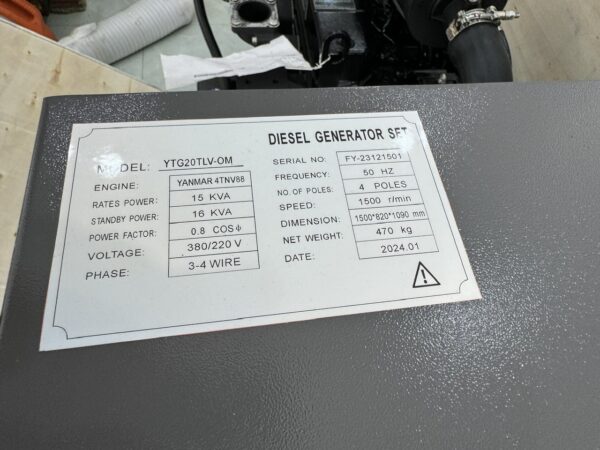 DIESEL GENERATOR SET
MODEL: YTG20TLV-OM
ENGINE: YANMAR 4TNV88
RATES POWER: 15 KVA
STANDBY POWER: 16 KVA
POWER FACTOR: 0.8 COSφ
VOLTAGE: 380/220 V
PHASE: 3-4 WIRE
SERIAL NO: FY-23121501
FREQUENCY: 50 HZ
NO. OF POLES: 4 POLES
SPEED: 1500 r/min
DIMENSION: 1500*820*1090 mm
NET WEIGHT: 470 kg
DATE: 2024.01